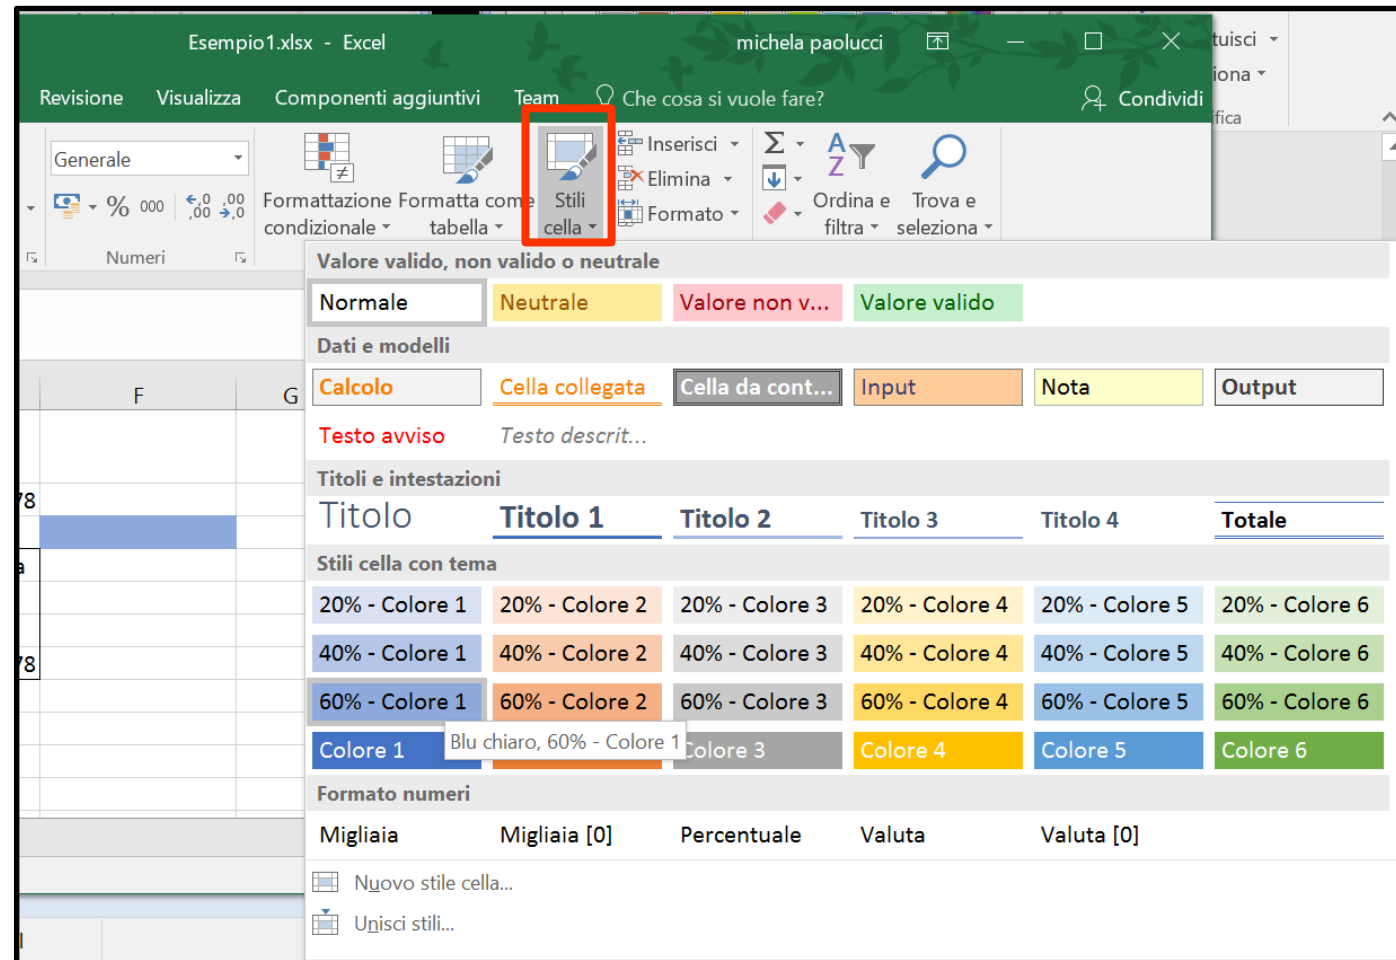 Esempio1.xlsx - Excel
michela paolucci
tuisci
iona
fica
Revisione Visualizza Componenti aggiuntivi Team Che cosa si vuole fare? Condividi
Generale
% 000 ,0 ,00 ,00 ,0
Formattazione condizionale
Formatta come tabella
Stili cella
Inserisci
Elimina
Formato
Σ
A Z
Ordina e filtra
Trova e seleziona
Numeri
F G
78
a
78
Valore valido, non valido o neutrale
Normale Neutrale Valore non v... Valore valido
Dati e modelli
Calcolo Cella collegata Cella da cont... Input Nota Output
Testo avviso Testo descrit...
Titoli e intestazioni
Titolo Titolo 1 Titolo 2 Titolo 3 Titolo 4 Totale
Stili cella con tema
20% - Colore 1 20% - Colore 2 20% - Colore 3 20% - Colore 4 20% - Colore 5 20% - Colore 6
40% - Colore 1 40% - Colore 2 40% - Colore 3 40% - Colore 4 40% - Colore 5 40% - Colore 6
60% - Colore 1 60% - Colore 2 60% - Colore 3 60% - Colore 4 60% - Colore 5 60% - Colore 6
Blu chiaro, 60% - Colore 1
Colore 1 Colore 3 Colore 4 Colore 5 Colore 6
Formato numeri
Migliaia Migliaia [0] Percentuale Valuta Valuta [0]
Nuovo stile cella...
Unisci stili...